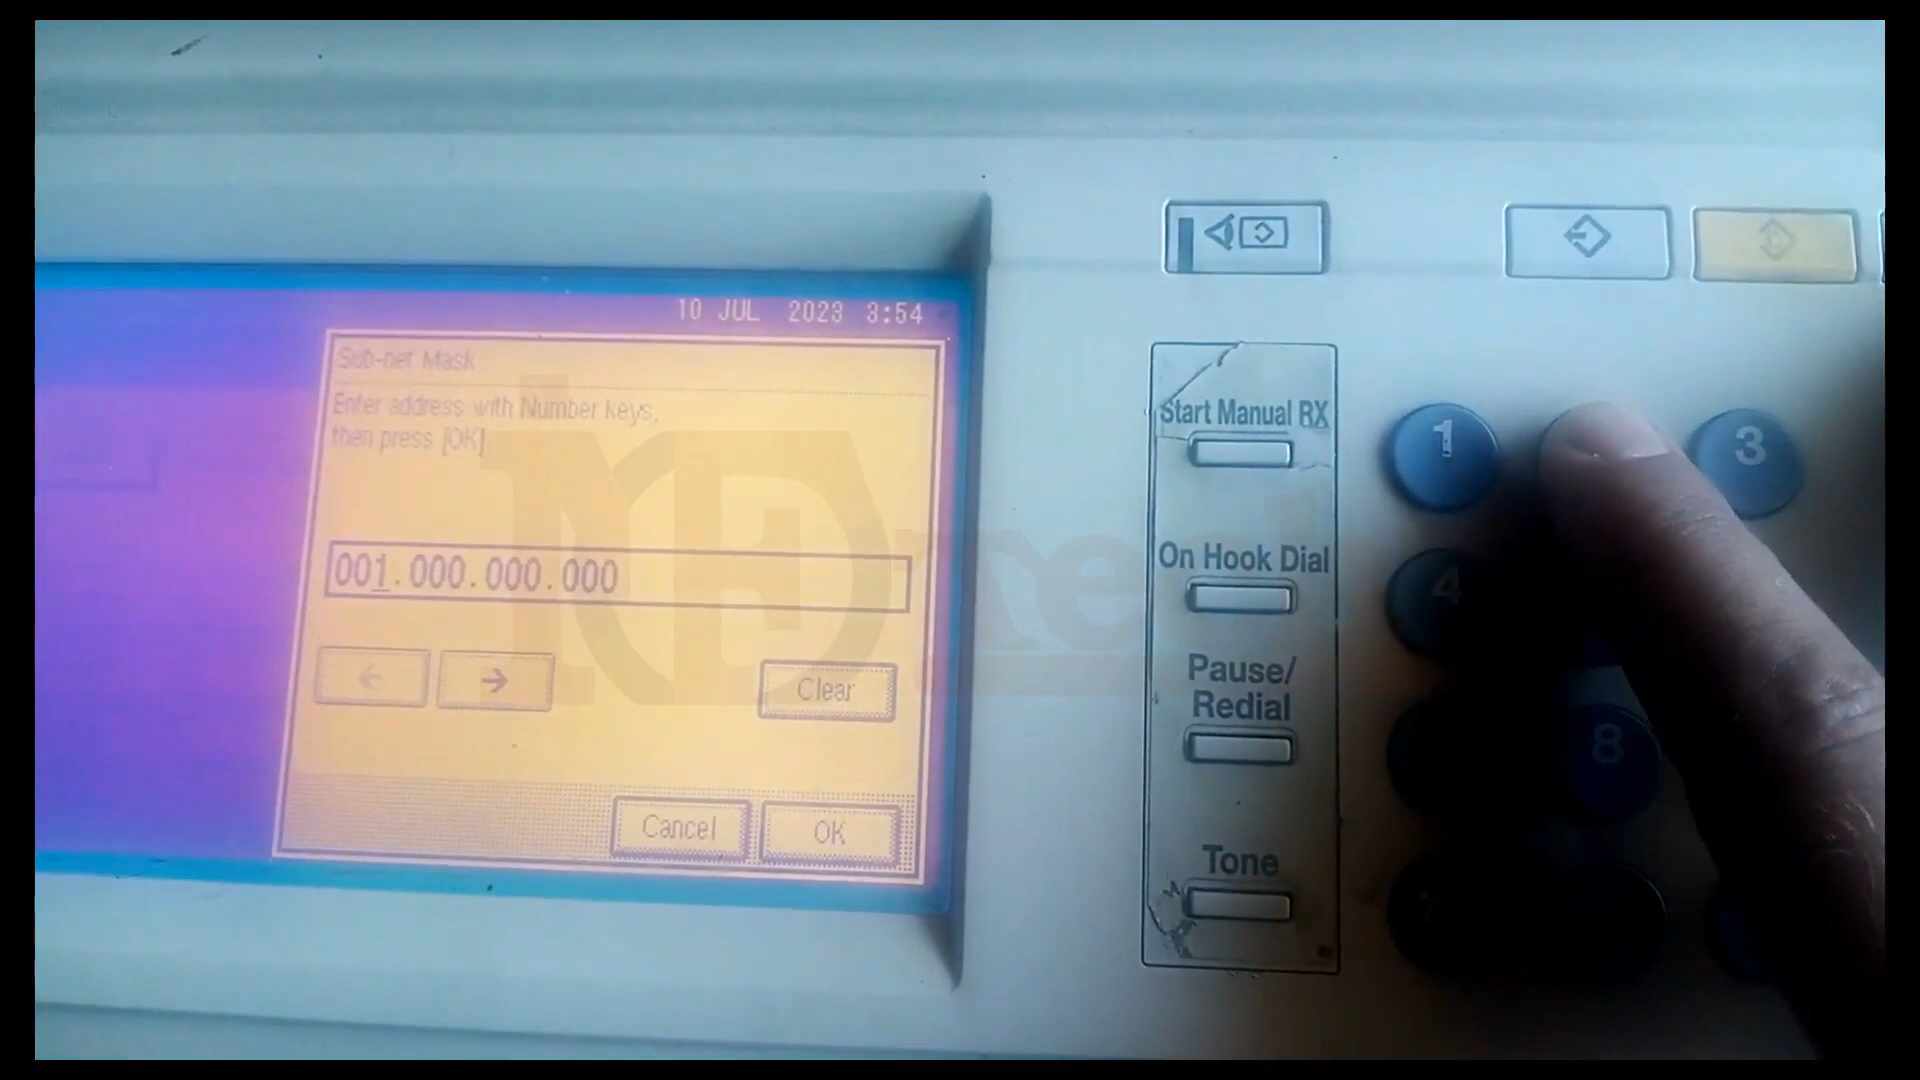 10 JUL 2023 3:54
Sub-net Mask
Enter address with Number keys,
then press [OK]
001.000.000.000
← →
Clear
Cancel
OK
Start Manual RX
On Hook Dial
Pause/
Redial
Tone
1
3
4
8